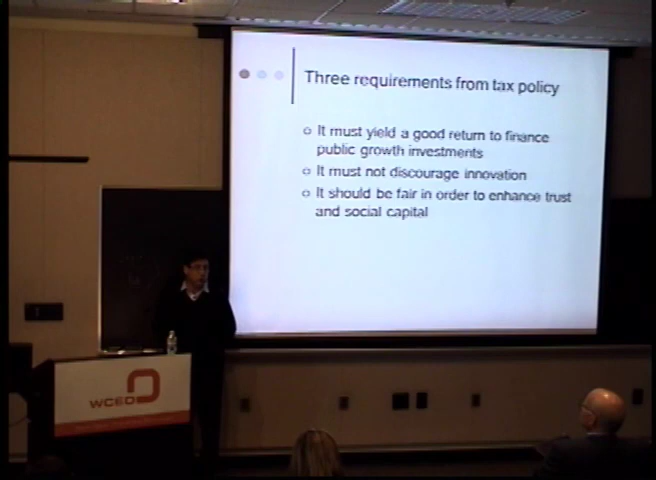 Three requirements from tax policy
It must yield a good return to finance
public growth investments
It must not discourage innovation
It should be fair in order to enhance trust
and social capital
WCED